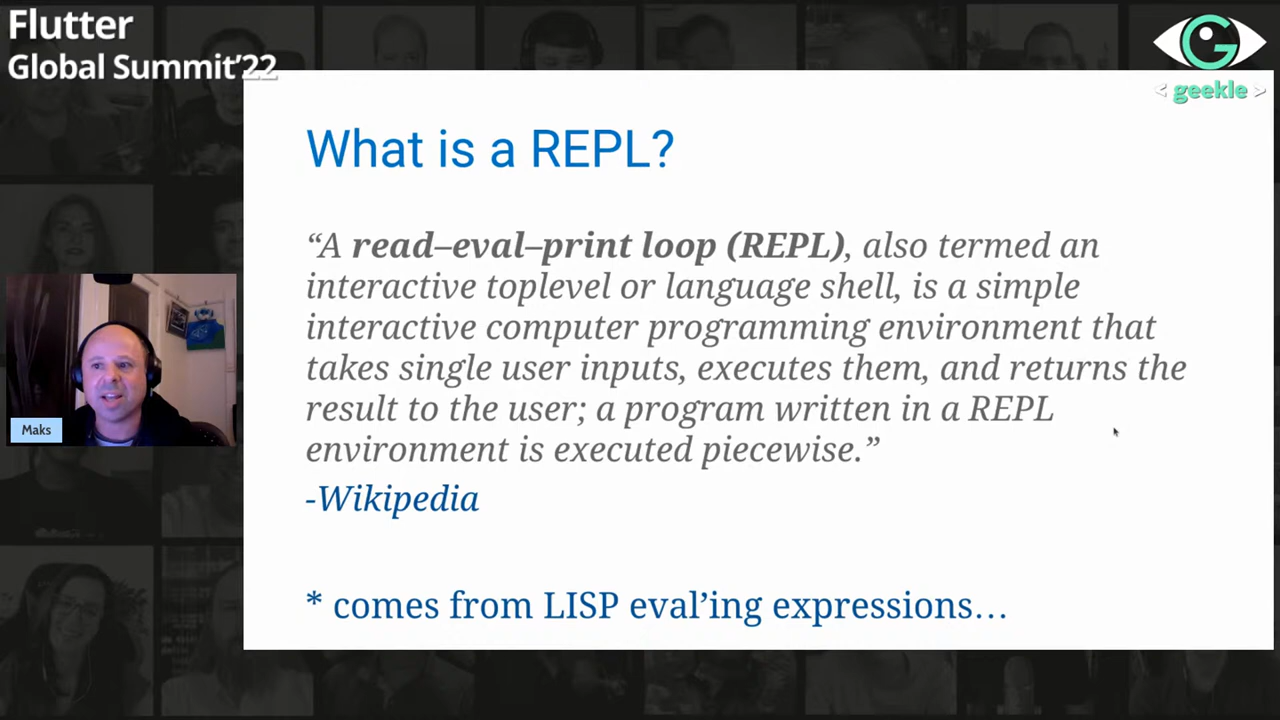 Flutter
Global Summit'22
G
< geekle >
What is a REPL?
“A read–eval–print loop (REPL), also termed an
interactive toplevel or language shell, is a simple
interactive computer programming environment that
takes single user inputs, executes them, and returns the
result to the user; a program written in a REPL
environment is executed piecewise.”
-Wikipedia
* comes from LISP eval’ing expressions…
Maks